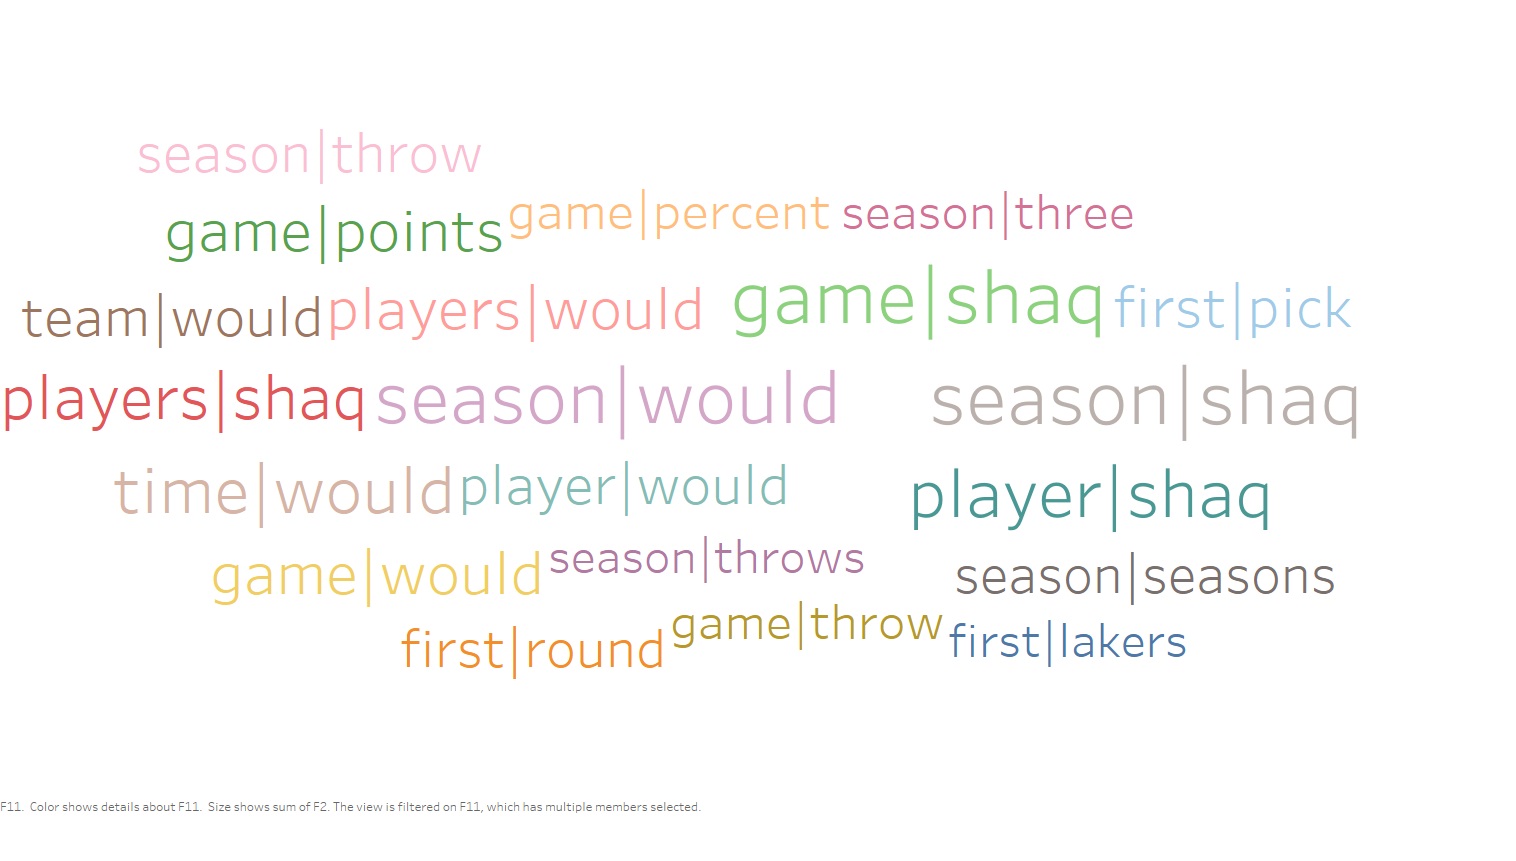 season|throw
game|points game|percent season|three
team|would players|would game|shaq first|pick
players|shaq season|would season|shaq
time|would player|would player|shaq
game|would season|throws season|seasons
first|round game|throw first|lakers
F11. Color shows details about F11. Size shows sum of F2. The view is filtered on F11, which has multiple members selected.